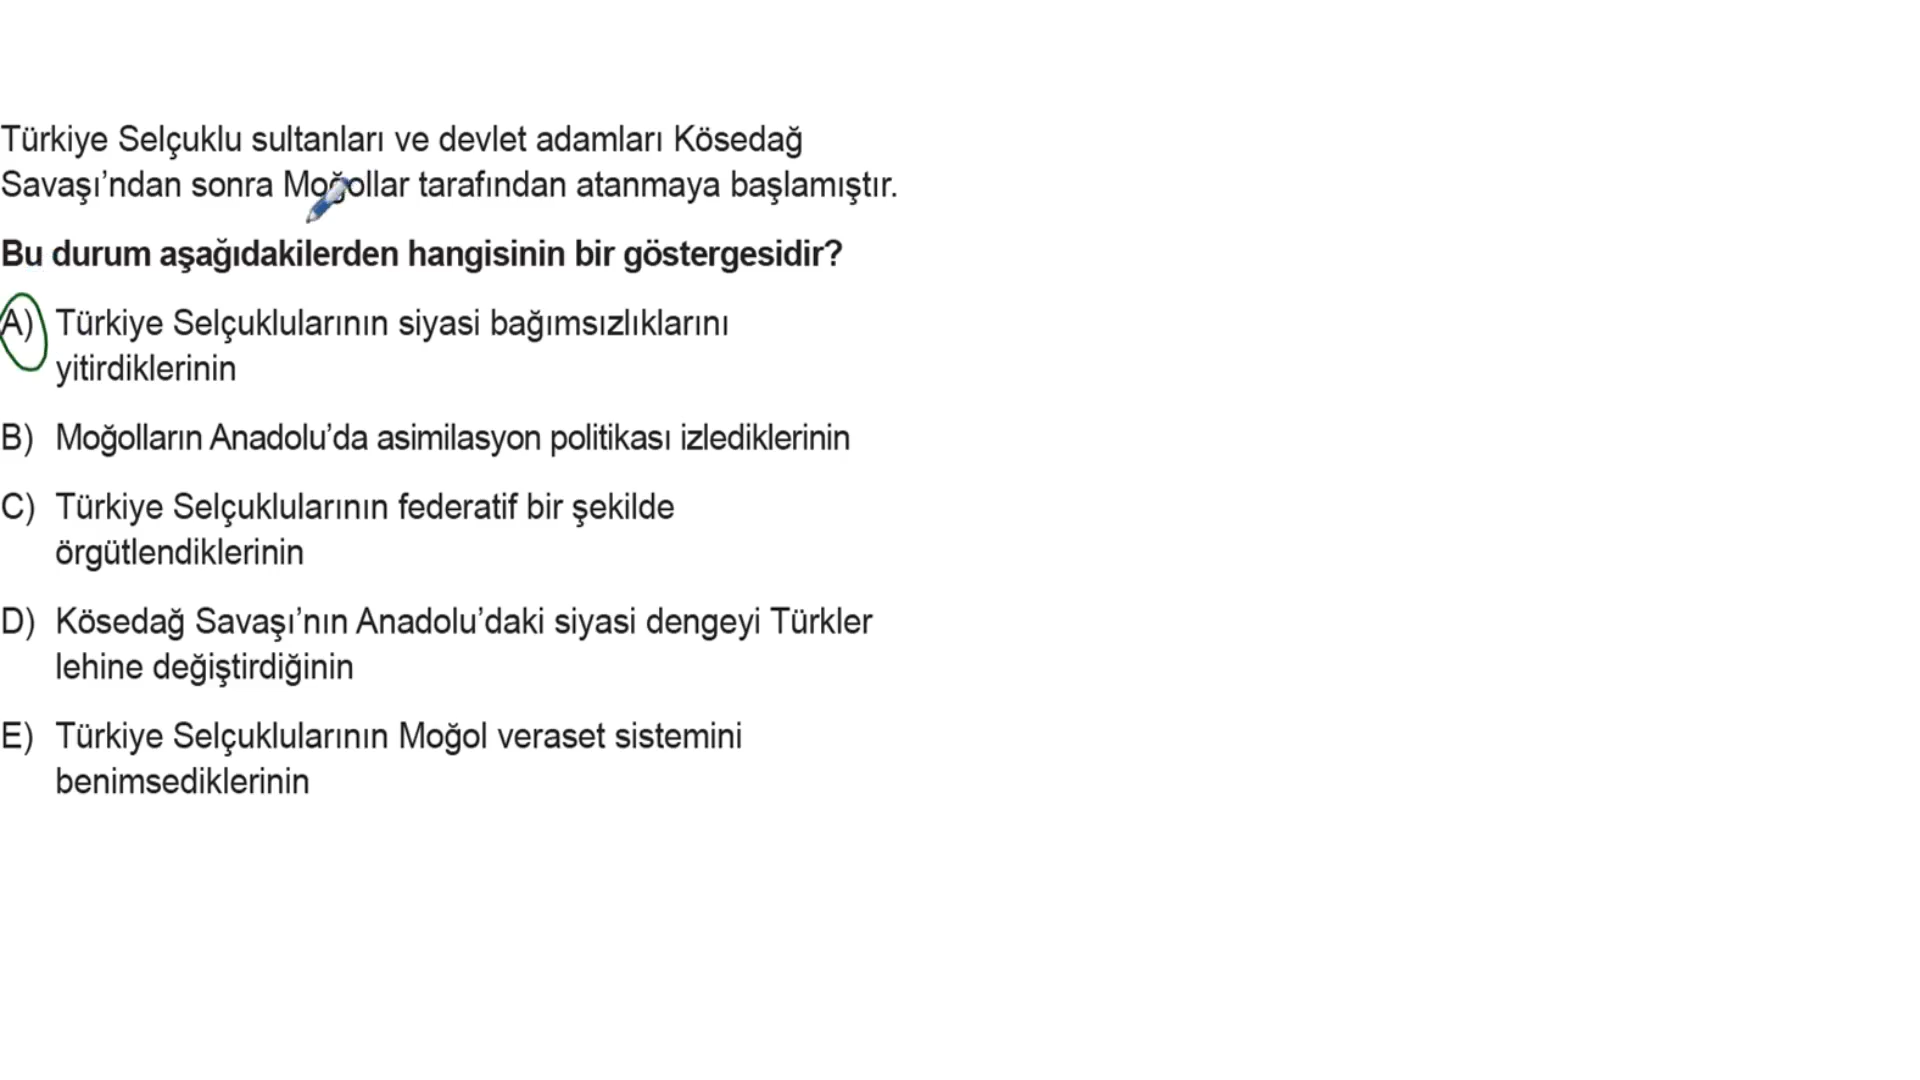 Türkiye Selçuklu sultanları ve devlet adamları Kösedağ
Savaşı’ndan sonra Moğollar tarafından atanmaya başlamıştır.
Bu durum aşağıdakilerden hangisinin bir göstergesidir?
A) Türkiye Selçuklularının siyasi bağımsızlıklarını
yitirdiklerinin
B) Moğolların Anadolu’da asimilasyon politikası izlediklerinin
C) Türkiye Selçuklularının federatif bir şekilde
örgütlendiklerinin
D) Kösedağ Savaşı’nın Anadolu’daki siyasi dengeyi Türkler
lehine değiştirdiğinin
E) Türkiye Selçuklularının Moğol veraset sistemini
benimsediklerinin